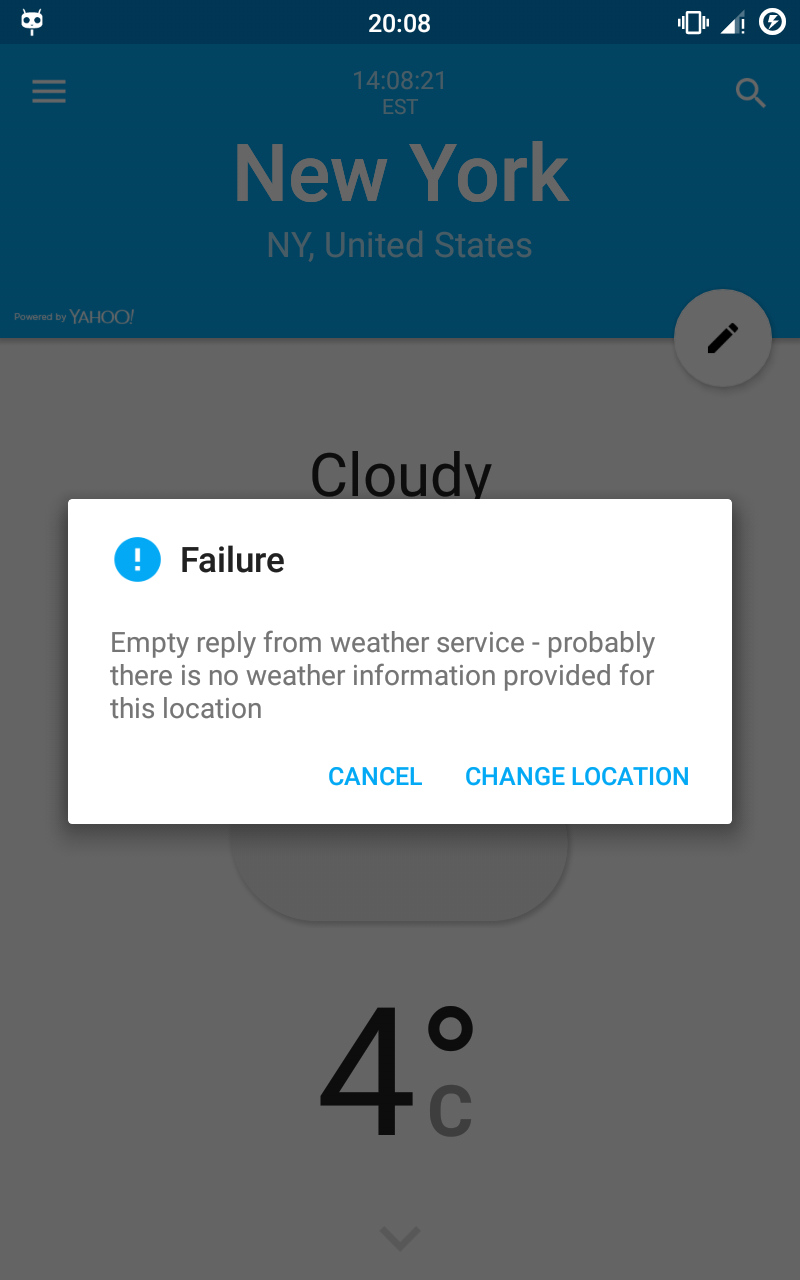 20:08
14:08:21
EST
New York
NY, United States
Powered by YAHOO!
Cloudy
Failure
Empty reply from weather service - probably
there is no weather information provided for
this location
CANCEL CHANGE LOCATION
4°
C